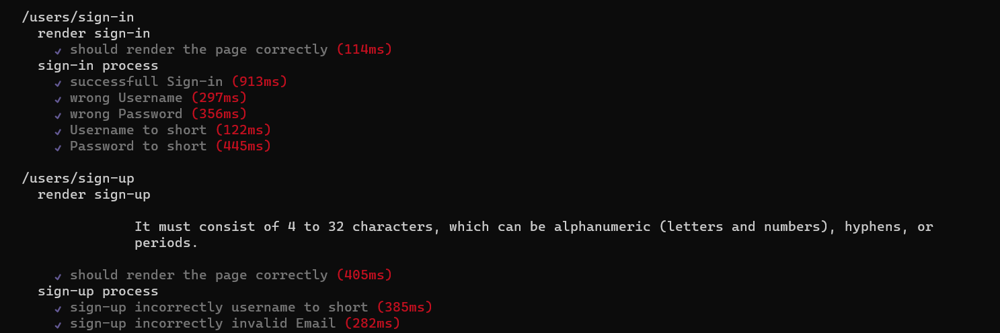 /users/sign-in
render sign-in
✓ should render the page correctly (114ms)
sign-in process
✓ successfull Sign-in (913ms)
✓ wrong Username (297ms)
✓ wrong Password (356ms)
✓ Username to short (122ms)
✓ Password to short (445ms)
/users/sign-up
render sign-up
It must consist of 4 to 32 characters, which can be alphanumeric (letters and numbers), hyphens, or
periods.
✓ should render the page correctly (405ms)
sign-up process
✓ sign-up incorrectly username to short (385ms)
✓ sign-up incorrectly invalid Email (282ms)